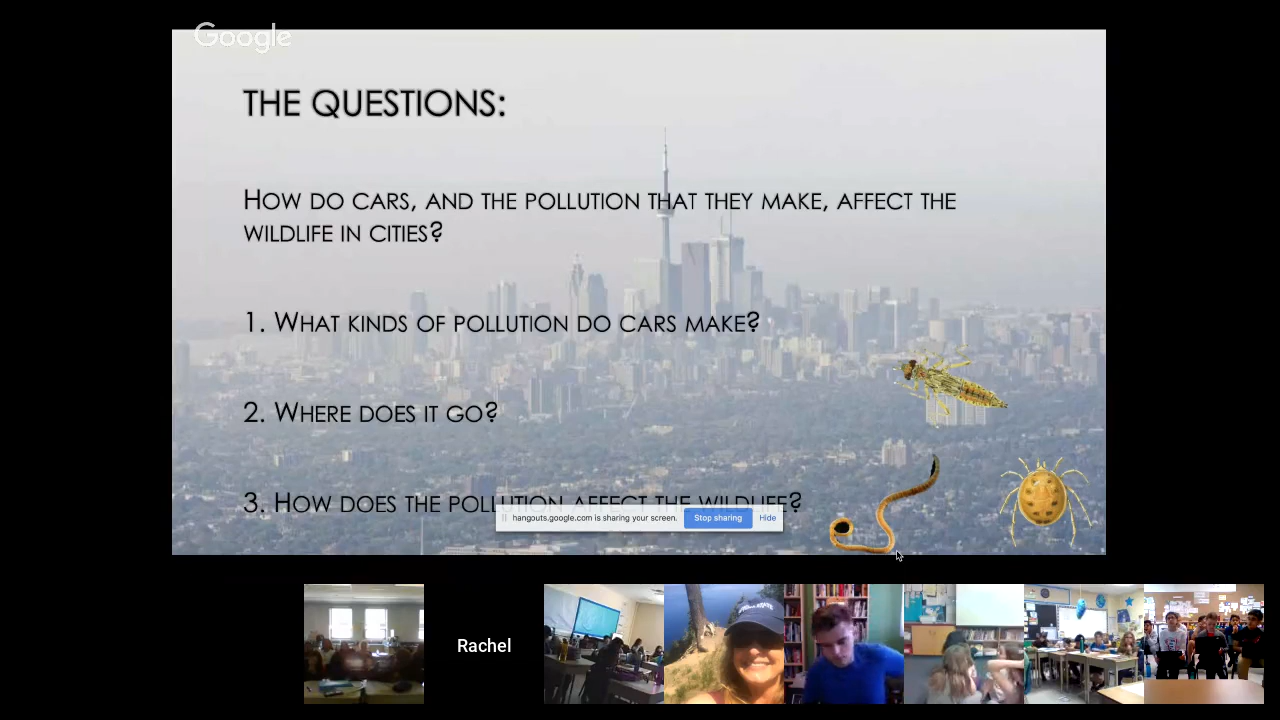 Google
THE QUESTIONS:
HOW DO CARS, AND THE POLLUTION THAT THEY MAKE, AFFECT THE
WILDLIFE IN CITIES?
1. WHAT KINDS OF POLLUTION DO CARS MAKE?
2. WHERE DOES IT GO?
3. HOW DOES THE POLLUTION AFFECT THE WILDLIFE?
hangouts.google.com is sharing your screen. Stop sharing Hide
Rachel